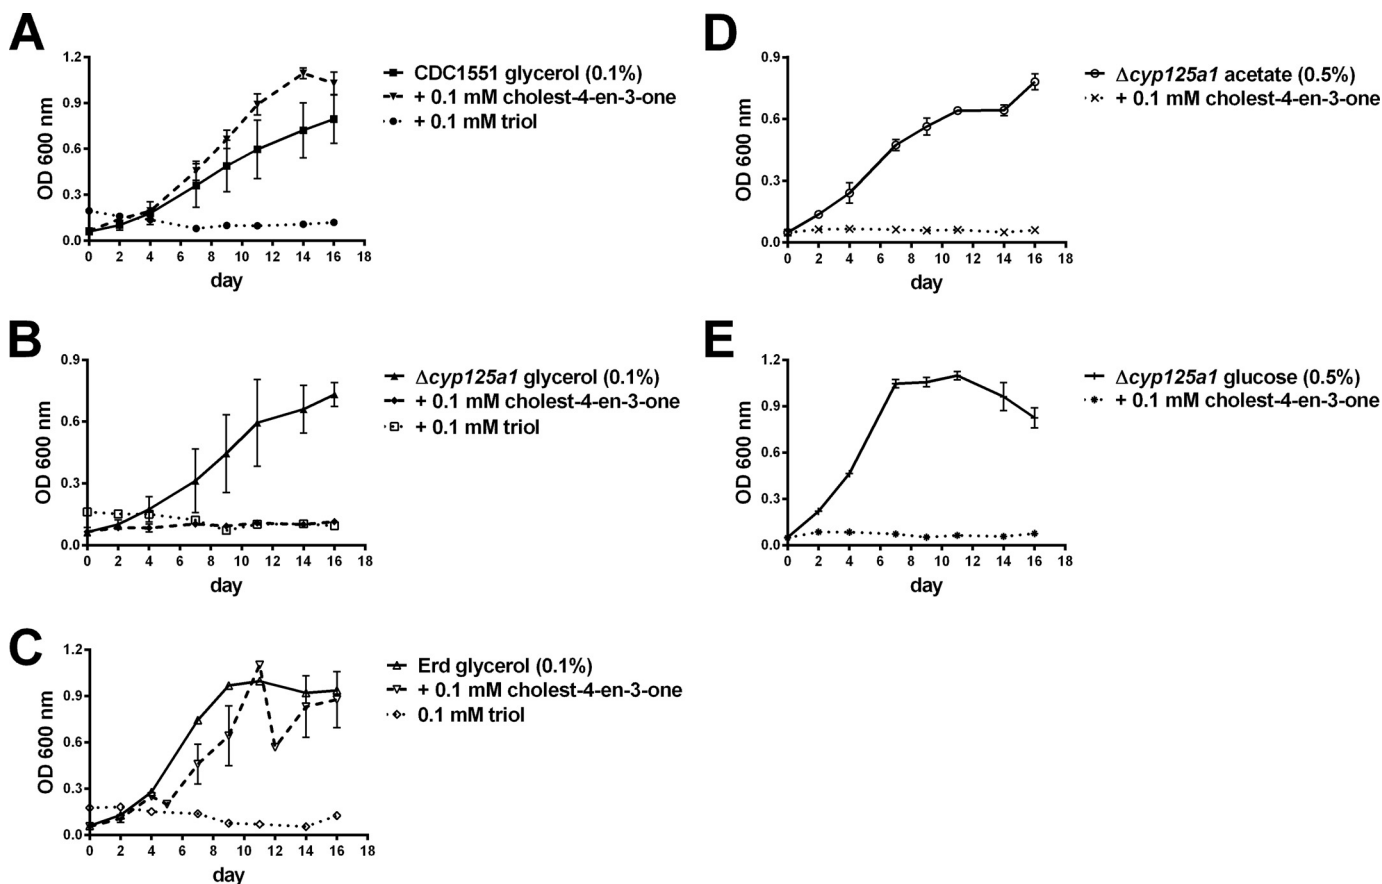 A
1.2
0.9
0.6
0.3
0.0
OD 600 nm
0 2 4 6 8 10 12 14 16 18
day
CDC1551 glycerol (0.1%)
+ 0.1 mM cholest-4-en-3-one
+ 0.1 mM triol
B
0.9
0.6
0.3
0.0
OD 600 nm
0 2 4 6 8 10 12 14 16 18
day
Δcyp125a1 glycerol (0.1%)
+ 0.1 mM cholest-4-en-3-one
+ 0.1 mM triol
C
1.2
0.9
0.6
0.3
0.0
OD 600 nm
0 2 4 6 8 10 12 14 16 18
day
Erd glycerol (0.1%)
+ 0.1 mM cholest-4-en-3-one
0.1 mM triol
D
0.9
0.6
0.3
0.0
OD 600 nm
0 2 4 6 8 10 12 14 16 18
day
Δcyp125a1 acetate (0.5%)
+ 0.1 mM cholest-4-en-3-one
E
1.2
0.9
0.6
0.3
0.0
OD 600 nm
0 2 4 6 8 10 12 14 16 18
day
Δcyp125a1 glucose (0.5%)
+ 0.1 mM cholest-4-en-3-one